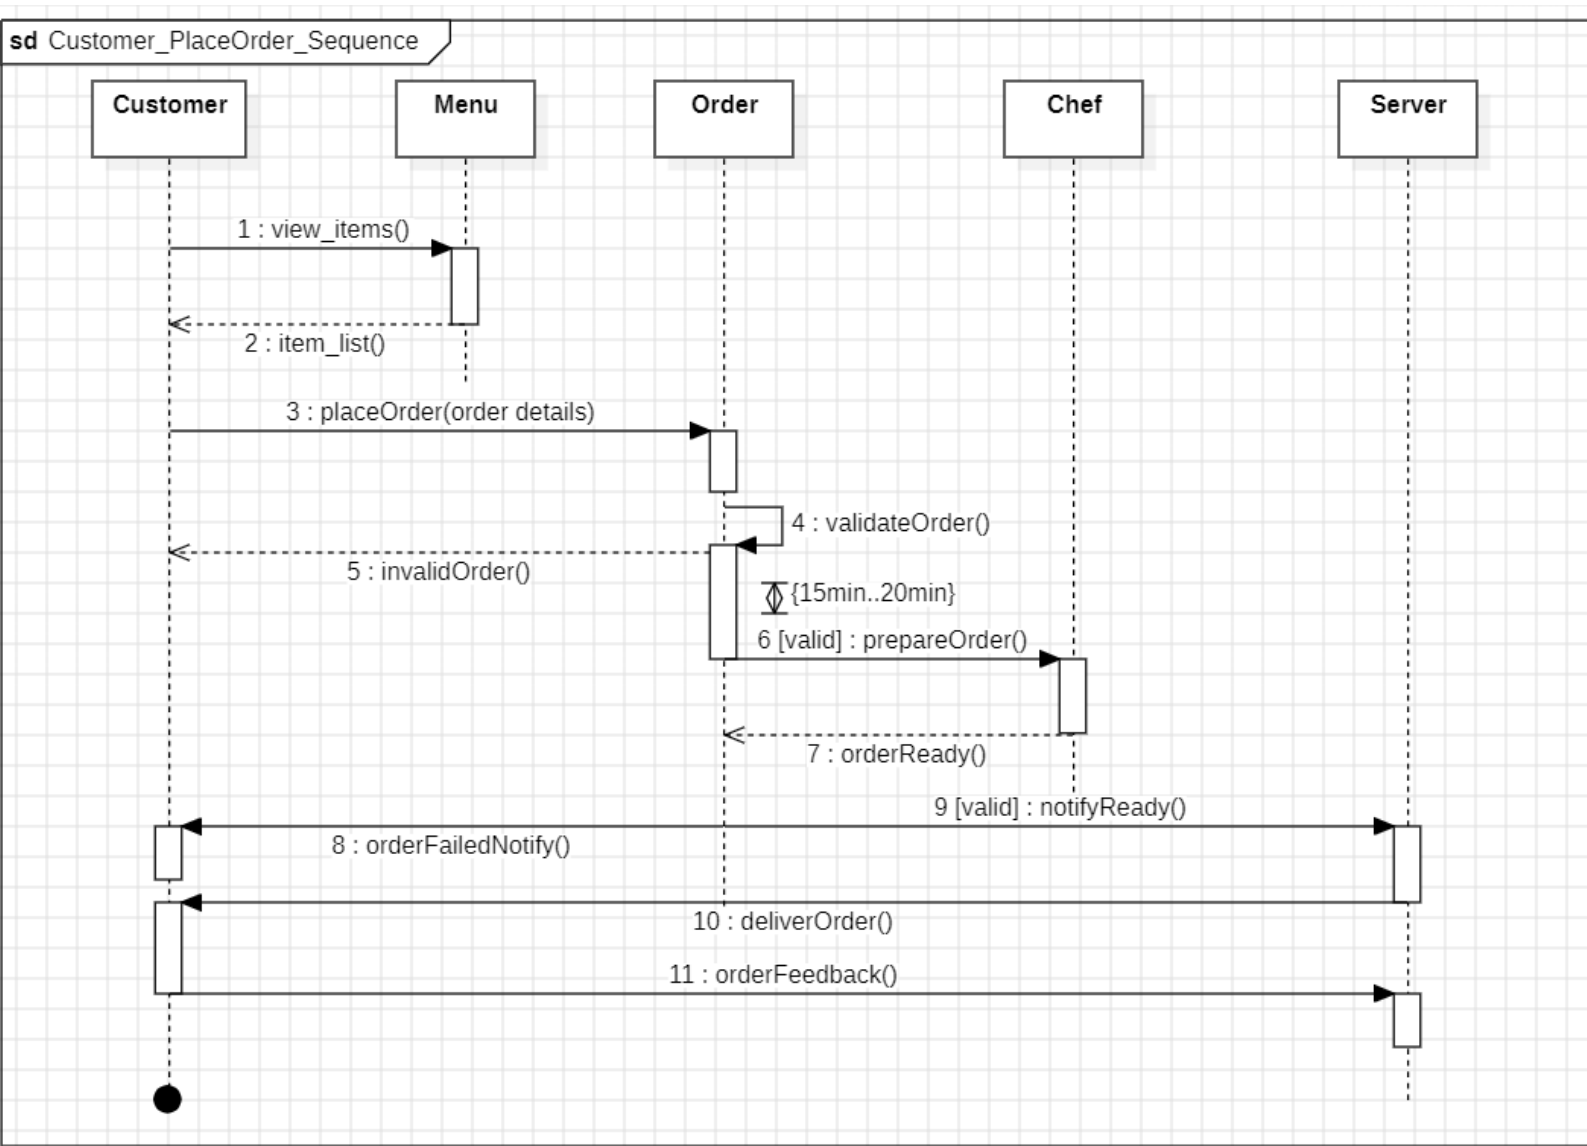 sd Customer_PlaceOrder_Sequence
Customer
Menu
Order
Chef
Server
1 : view_items()
2 : item_list()
3 : placeOrder(order details)
4 : validateOrder()
5 : invalidOrder()
{15min..20min}
6 [valid] : prepareOrder()
7 : orderReady()
9 [valid] : notifyReady()
8 : orderFailedNotify()
10 : deliverOrder()
11 : orderFeedback()